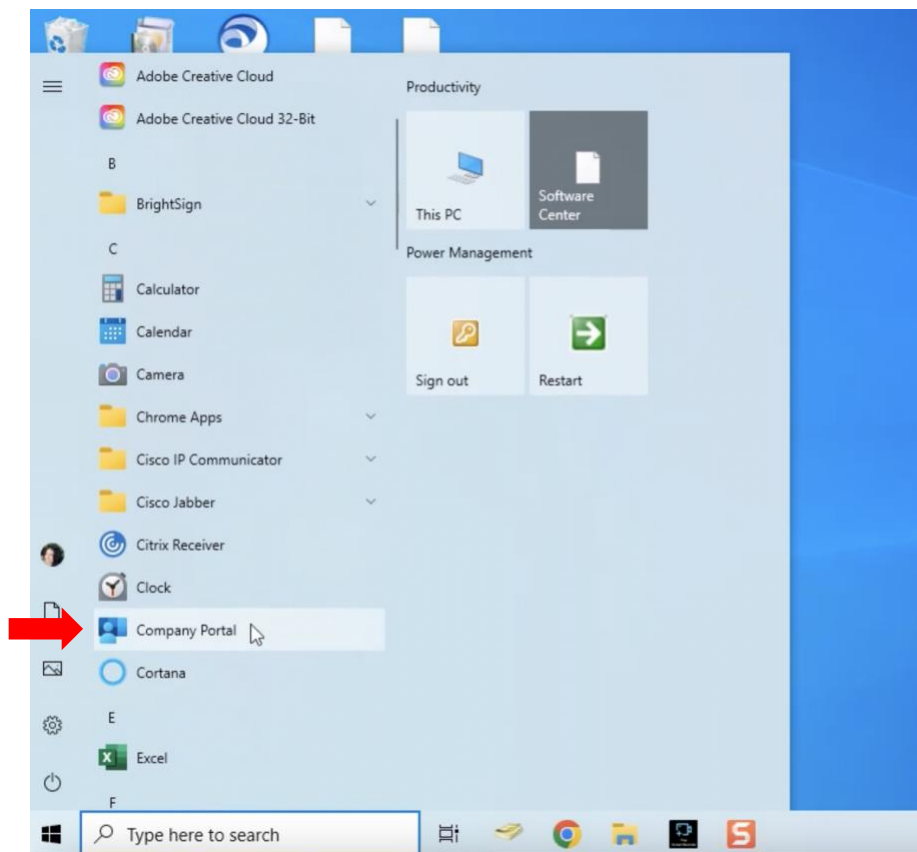 Adobe Creative Cloud
Adobe Creative Cloud 32-Bit
B
BrightSign
C
Calculator
Calendar
Camera
Chrome Apps
Cisco IP Communicator
Cisco Jabber
Citrix Receiver
Clock
Company Portal
Cortana
E
Excel
F
Productivity
This PC
Software
Center
Power Management
Sign out
Restart
Type here to search